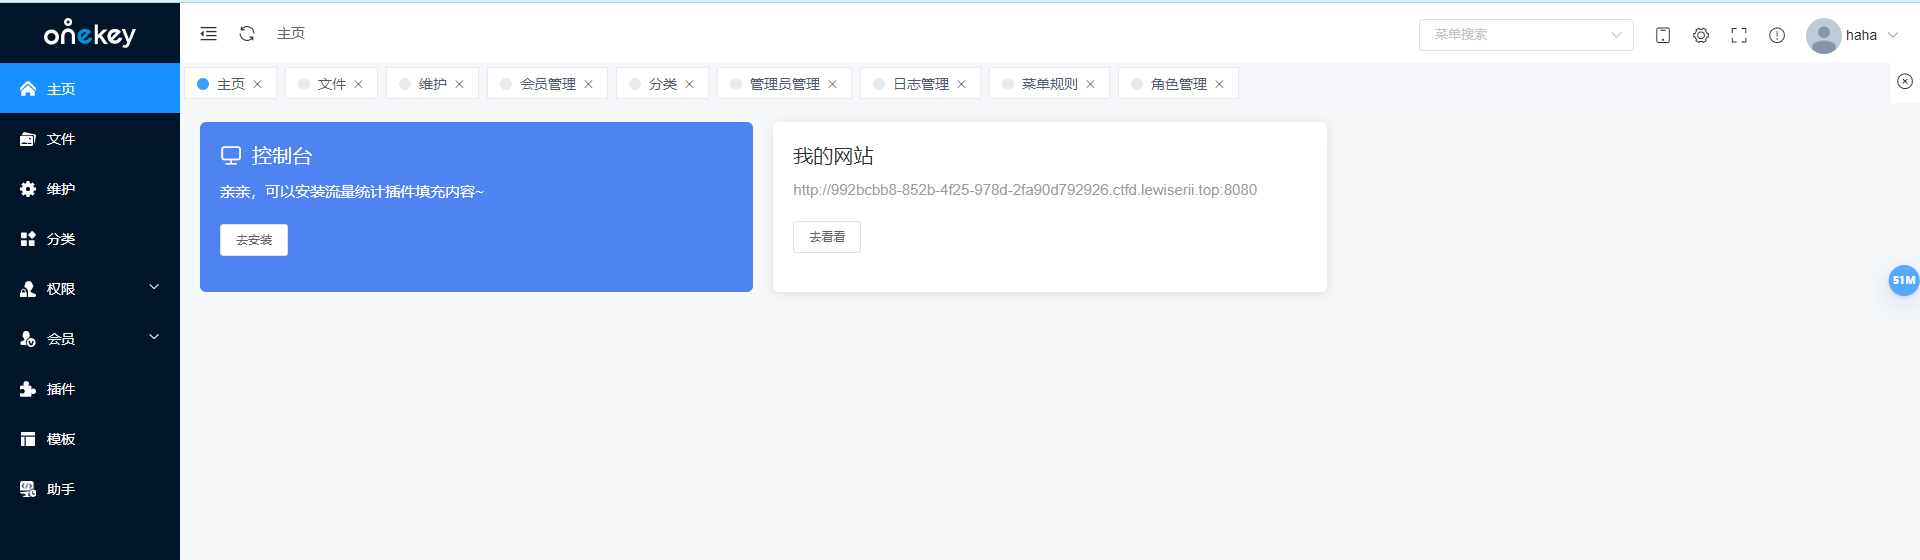 onekey
主页
菜单搜索
haha
主页
文件
维护
会员管理
分类
管理员管理
日志管理
菜单规则
角色管理
主页
文件
维护
分类
权限
会员
插件
模板
助手
控制台
亲亲，可以安装流量统计插件填充内容~
去安装
我的网站
http://992bcbb8-852b-4f25-978d-2fa90d792926.ctfd.lewiserii.top:8080
去看看
51M